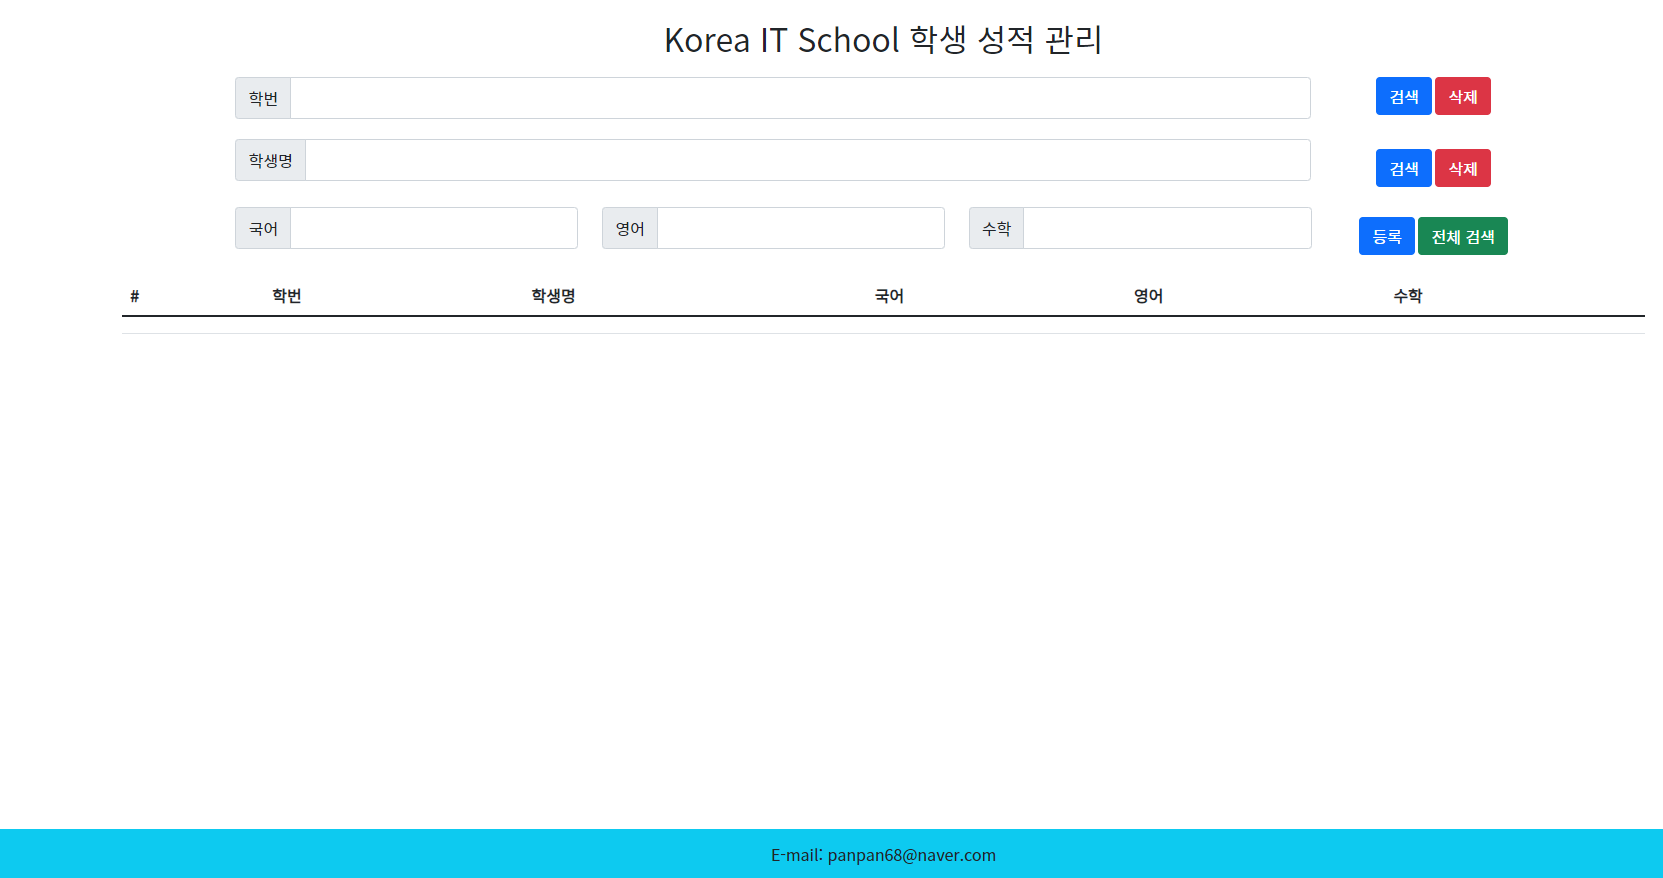 Korea IT School 학생 성적 관리
학번 검색 삭제
학생명 검색 삭제
국어 영어 수학 등록 전체 검색
# 학번 학생명 국어 영어 수학
E-mail: panpan68@naver.com